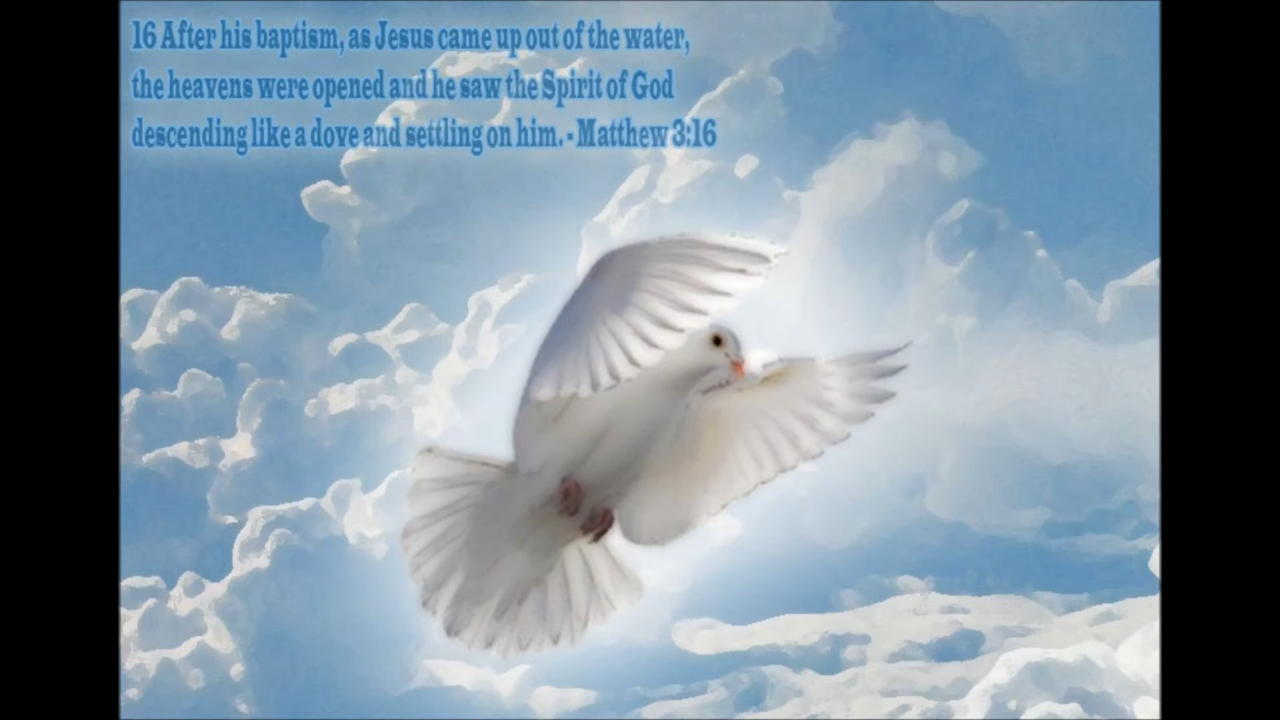 16 After his baptism, as Jesus came up out of the water,
the heavens were opened and he saw the Spirit of God
descending like a dove and settling on him. - Matthew 3:16